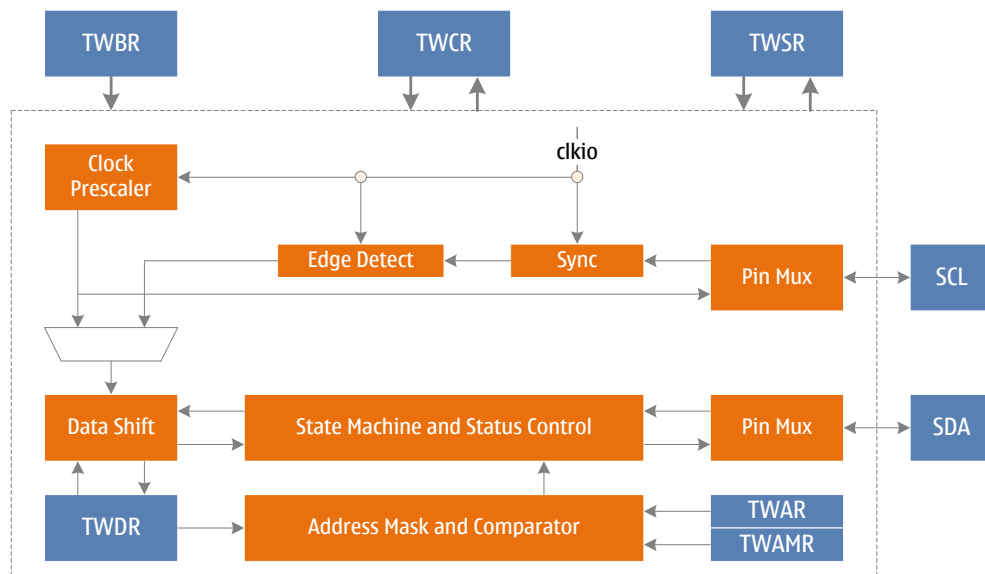 TWBR
TWCR
TWSR
clkio
Clock
Prescaler
Edge Detect
Sync
Pin Mux
SCL
Data Shift
State Machine and Status Control
Pin Mux
SDA
TWDR
Address Mask and Comparator
TWAR
TWAMR